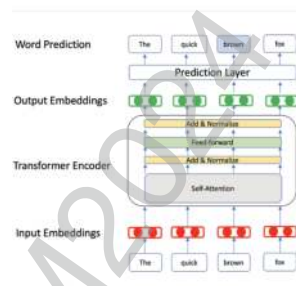 Word Prediction The quick brown fox
Prediction Layer
Output Embeddings
Add & Normalize
Feed-forward
Transformer Encoder
Add & Normalize
Self-Attention
Input Embeddings
The quick brown fox